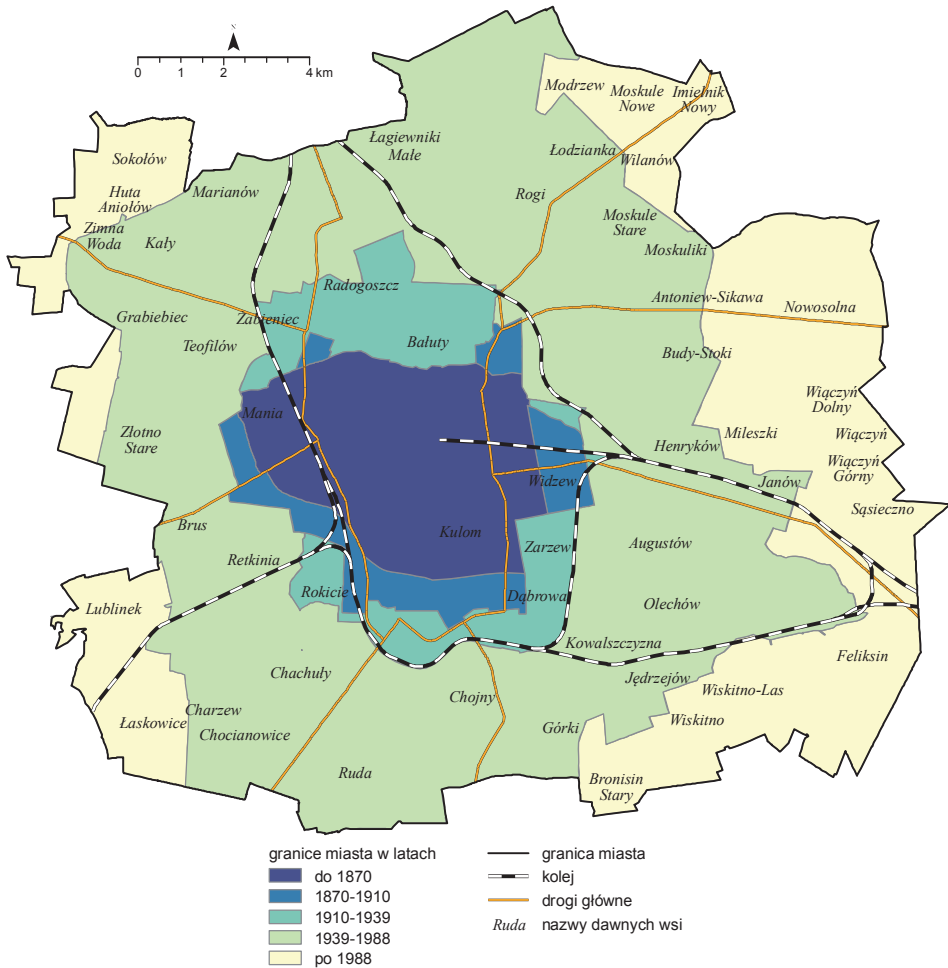 N
0 1 2 4 km
Modrzew
Moskule
Nowe
Imielnik
Nowy
Łagiewniki
Małe
Łodzianka
Wilanów
Sokołów
Marianów
Rogi
Huta
Aniołów
Moskule
Stare
Zimna
Woda
Kały
Moskuliki
Radogoszcz
Antoniew-Sikawa
Nowosolna
Grabiebiec
Żabieniec
Teofilów
Bałuty
Budy-Stoki
Wiączyń
Dolny
Mania
Złotno
Stare
Henryków
Mileszki
Wiączyń
Wiączyń
Górny
Widzew
Janów
Sąsieczno
Brus
Kulom
Zarzew
Augustów
Retkinia
Rokicie
Dąbrowa
Olechów
Lublinek
Kowalszczyzna
Feliksin
Chachuły
Jędrzejów
Wiskitno-Las
Chojny
Łaskowice
Charzew
Chocianowice
Górki
Wiskitno
Ruda
Bronisin
Stary
granice miasta w latach
do 1870
1870-1910
1910-1939
1939-1988
po 1988
granica miasta
kolej
drogi główne
Ruda nazwy dawnych wsi